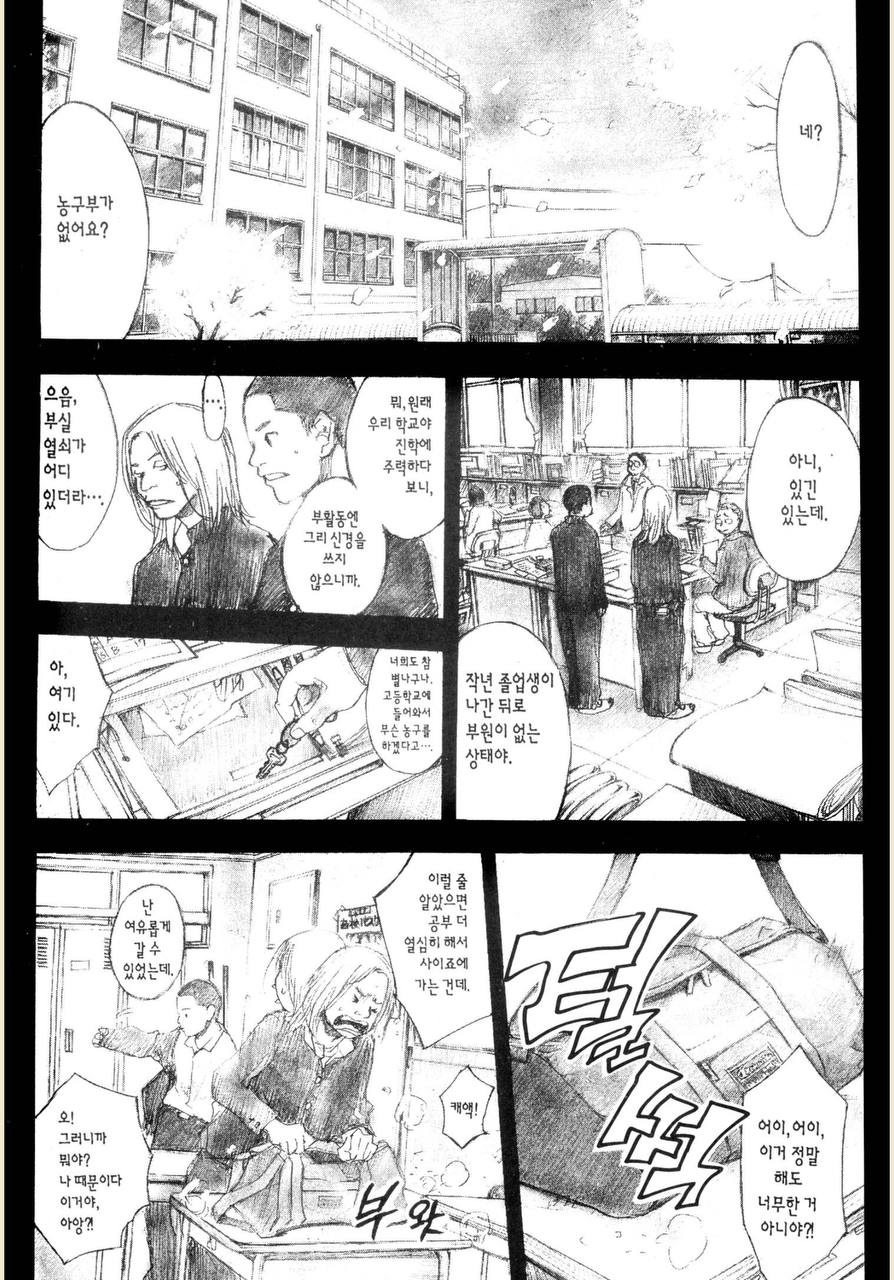 네?
농구부가
없어요?
아니,
있긴
있는데.
작년 졸업생이
나간 뒤로
부원이 없는
상태야.
뭐, 원래
우리 학교야
진학에
주력하다
보니,
부활동엔
그리 신경을
쓰지
않으니까.
…
으음,
부실
열쇠가
어디
있더라….
너희도 참
별나구나.
고등학교에
들어와서
무슨 농구를
하겠다고….
아,
여기
있다.
털
썩
어이, 어이,
이거 정말
해도
너무한 거
아니야?!
이럴 줄
알았으면
공부 더
열심히 해서
사이죠에
가는 건데.
난
여유롭게
갈 수
있었는데.
캐액!
부와
오!
그러니까
뭐야?
나 때문이다
이거야,
아앙?!